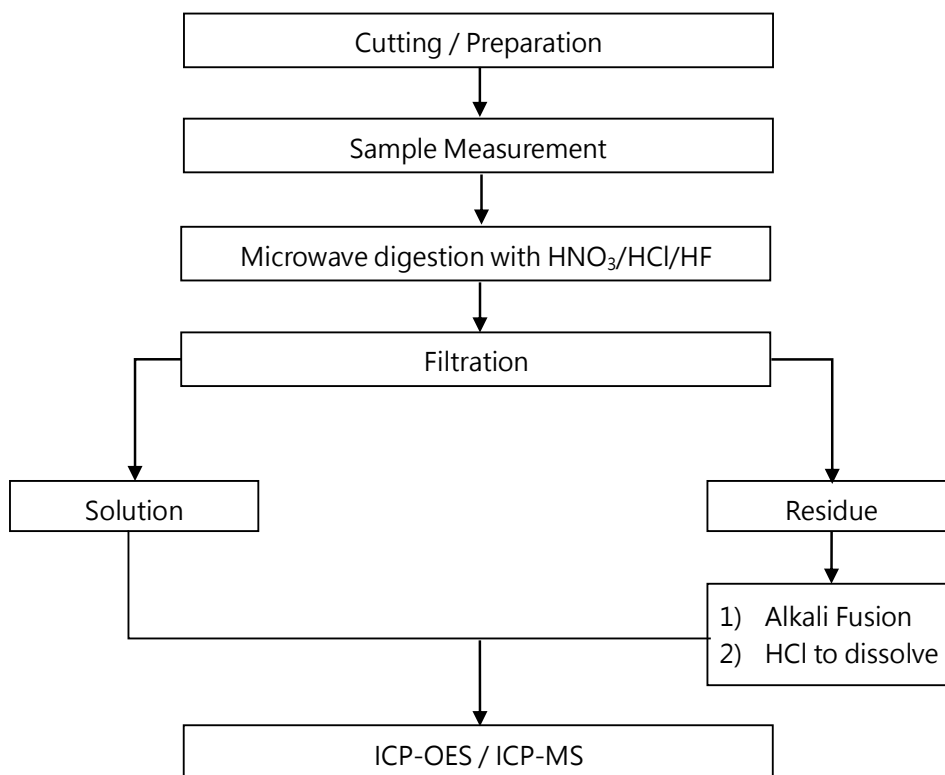 Cutting / Preparation
Sample Measurement
Microwave digestion with HNO₃/HCl/HF
Filtration
Solution
Residue
1) Alkali Fusion
2) HCl to dissolve
ICP-OES / ICP-MS